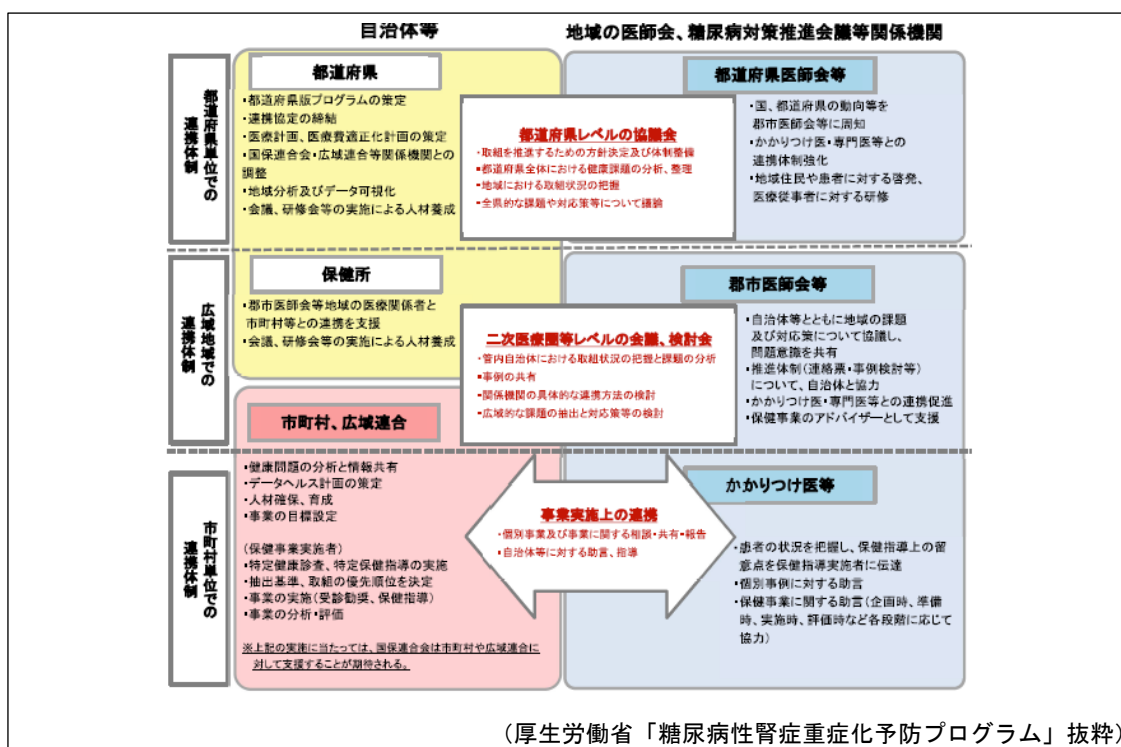 自治体等
地域の医師会、糖尿病対策推進会議等関係機関
都道府県単位での
連携体制
都道府県
・都道府県版プログラムの策定
・連携協定の締結
・医療計画、医療費適正化計画の策定
・国保連合会・広域連合等関係機関との
調整
・地域分析及びデータ可視化
・会議、研修会等の実施による人材養成
都道府県レベルの協議会
・取組を推進するための方針決定及び体制整備
・都道府県全体における健康課題の分析、整理
・地域における取組状況の把握
・全県的な課題や対応策等について議論
都道府県医師会等
・国、都道府県の動向等を
郡市医師会等に周知
・かかりつけ医・専門医等との
連携体制強化
・地域住民や患者に対する啓発、
医療従事者に対する研修
広域地域での
連携体制
保健所
・郡市医師会等地域の医療関係者と
市町村等との連携を支援
・会議、研修会等の実施による人材養成
二次医療圏等レベルの会議、検討会
・管内自治体における取組状況の把握と課題の分析
・事例の共有
・関係機関の具体的な連携方法の検討
・広域的な課題の抽出と対応策等の検討
郡市医師会等
・自治体等とともに地域の課題
及び対応策について協議し、
問題意識を共有
・推進体制(連絡票・事例検討等)
について、自治体と協力
・かかりつけ医・専門医等との連携促進
・保健事業のアドバイザーとして支援
市町村単位での
連携体制
市町村、広域連合
・健康問題の分析と情報共有
・データヘルス計画の策定
・人材確保、育成
・事業の目標設定
(保健事業実施者)
・特定健康診査、特定保健指導の実施
・抽出基準、取組の優先順位を決定
・事業の実施(受診勧奨、保健指導)
・事業の分析・評価
※上記の実施に当たっては、国保連合会は市町村や広域連合に
対して支援することが期待される。
事業実施上の連携
・個別事業及び事業に関する相談・共有・報告
・自治体等に対する助言、指導
かかりつけ医等
・患者の状況を把握し、保健指導上の留
意点を保健指導実施者に伝達
・個別事例に対する助言
・保健事業に関する助言(企画時、準備
時、実施時、評価時など各段階に応じて
協力)
(厚生労働省「糖尿病性腎症重症化予防プログラム」抜粋)